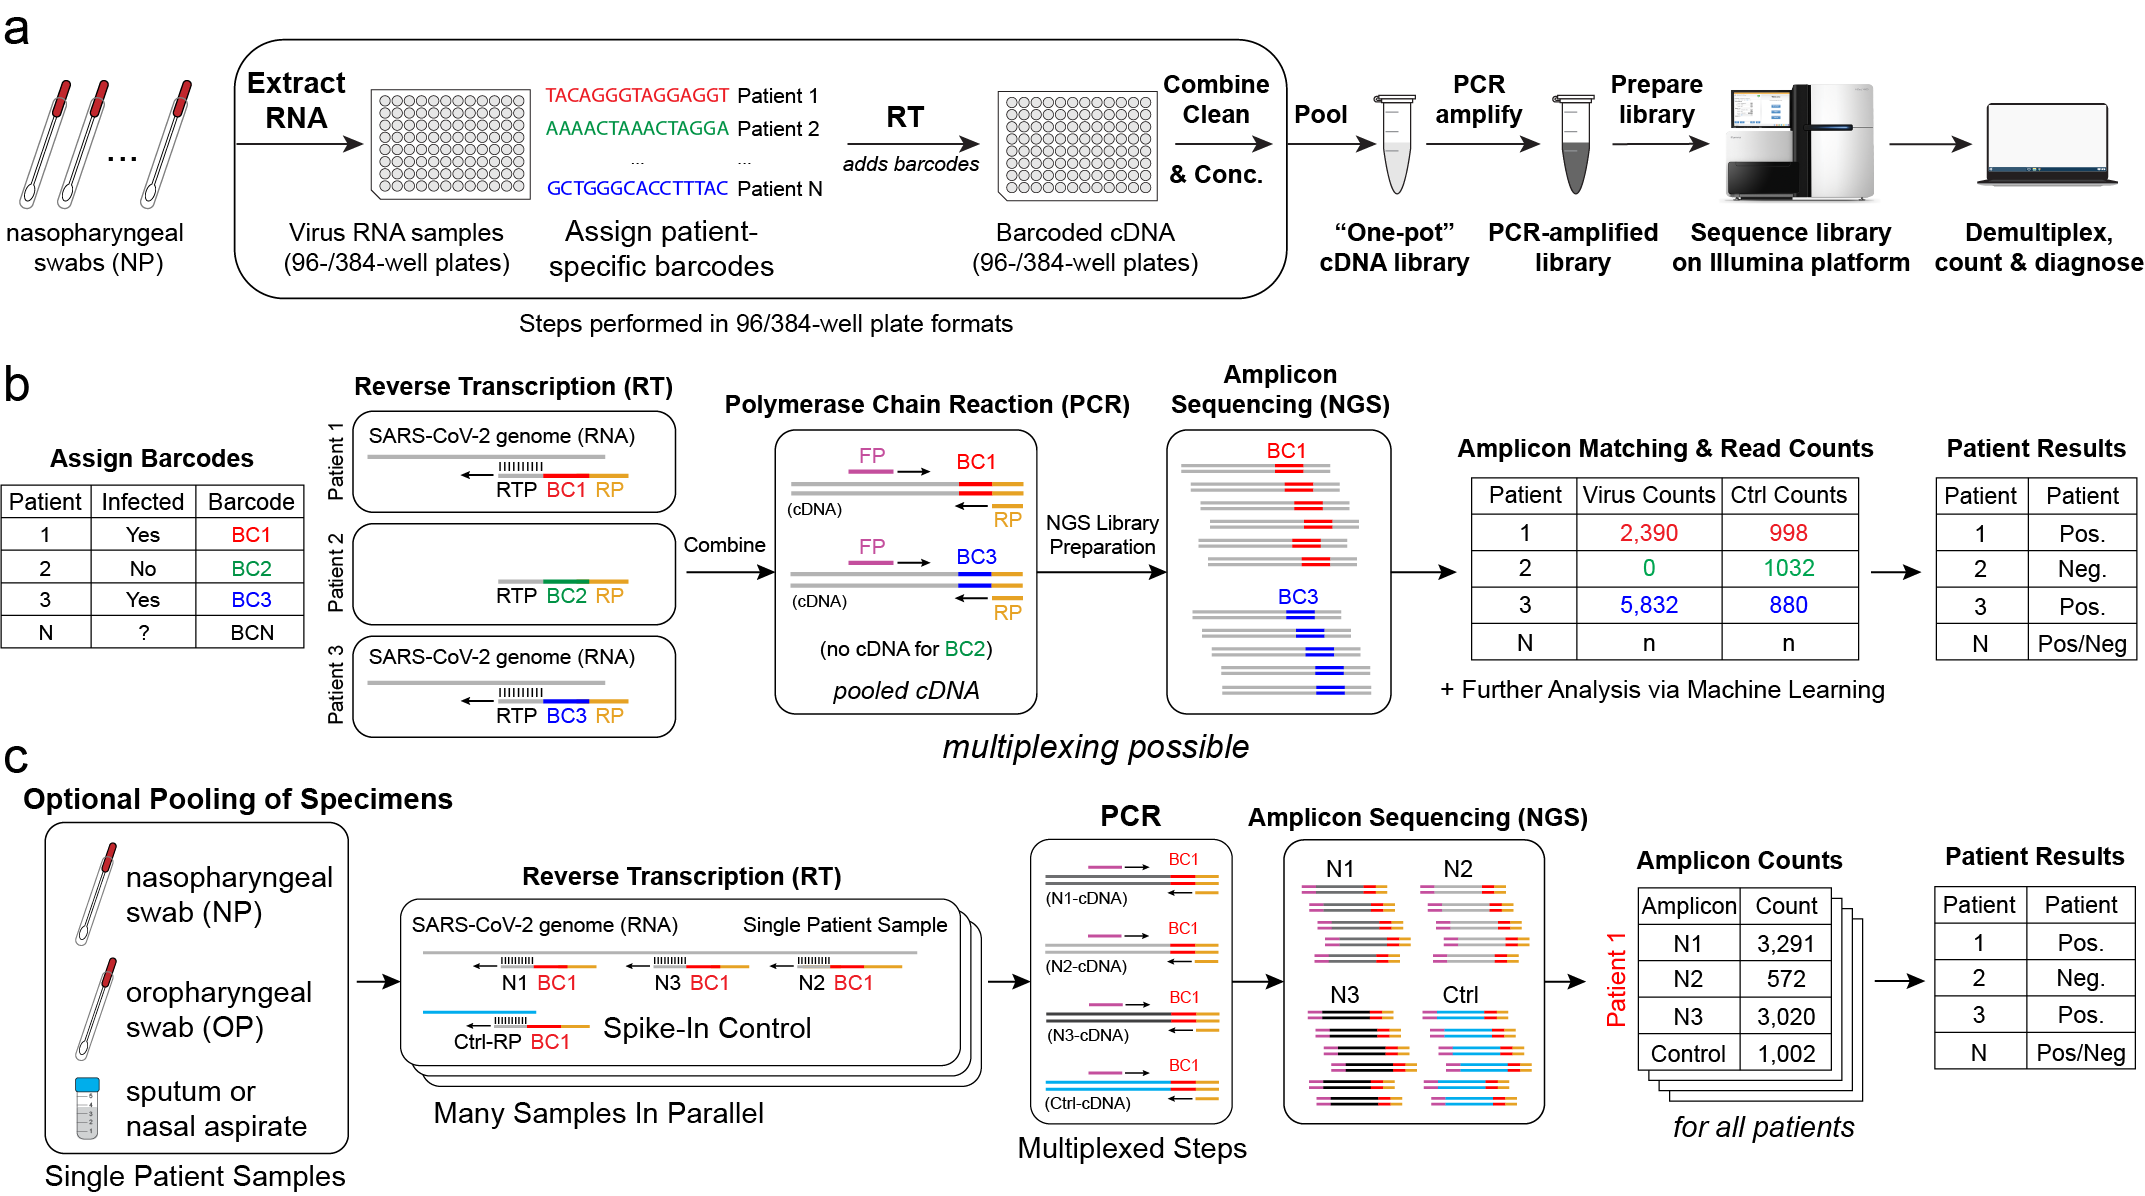 a
nasopharyngeal
swabs (NP)
...
Extract
RNA
Virus RNA samples
(96-/384-well plates)
TACAGGGTAGGAGGT Patient 1
AAAACTAAACTAGGA Patient 2
... ...
GCTGGGCACCTTTAC Patient N
Assign patient-
specific barcodes
RT
adds barcodes
Barcoded cDNA
(96-/384-well plates)
Combine
Clean
& Conc.
Steps performed in 96/384-well plate formats
Pool
“One-pot”
cDNA library
PCR
amplify
PCR-amplified
library
Prepare
library
Sequence library
on Illumina platform
Demultiplex,
count & diagnose
b
Assign Barcodes
Patient Infected Barcode
1 Yes BC1
2 No BC2
3 Yes BC3
N ? BCN
Reverse Transcription (RT)
Patient 1
SARS-CoV-2 genome (RNA)
RTP BC1 RP
Patient 2
RTP BC2 RP
Patient 3
SARS-CoV-2 genome (RNA)
RTP BC3 RP
Combine
Polymerase Chain Reaction (PCR)
FP BC1
(cDNA) RP
FP BC3
(cDNA) RP
(no cDNA for BC2)
pooled cDNA
NGS Library
Preparation
Amplicon
Sequencing (NGS)
BC1
BC3
multiplexing possible
Amplicon Matching & Read Counts
Patient Virus Counts Ctrl Counts
1 2,390 998
2 0 1032
3 5,832 880
N n n
+ Further Analysis via Machine Learning
Patient Results
Patient Patient
1 Pos.
2 Neg.
3 Pos.
N Pos/Neg
c
Optional Pooling of Specimens
nasopharyngeal
swab (NP)
oropharyngeal
swab (OP)
sputum or
nasal aspirate
Single Patient Samples
Reverse Transcription (RT)
SARS-CoV-2 genome (RNA) Single Patient Sample
N1 BC1 N3 BC1 N2 BC1
Ctrl-RP BC1 Spike-In Control
Many Samples In Parallel
PCR
BC1
(N1-cDNA)
BC1
(N2-cDNA)
BC1
(N3-cDNA)
BC1
(Ctrl-cDNA)
Multiplexed Steps
Amplicon Sequencing (NGS)
N1 N2
N3 Ctrl
Amplicon Counts
Patient 1
Amplicon Count
N1 3,291
N2 572
N3 3,020
Control 1,002
for all patients
Patient Results
Patient Patient
1 Pos.
2 Neg.
3 Pos.
N Pos/Neg